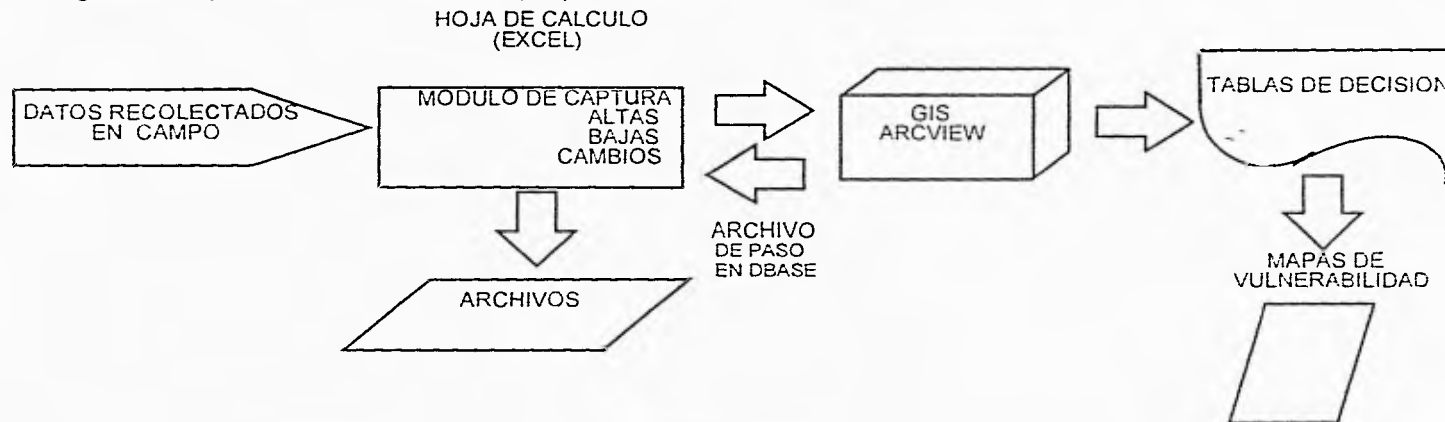 HOJA DE CALCULO
(EXCEL)
DATOS RECOLECTADOS
EN CAMPO
MODULO DE CAPTURA
ALTAS
BAJAS
CAMBIOS
GIS
ARCVIEW
TABLAS DE DECISION
ARCHIVO
DE PASO
EN DBASE
ARCHIVOS
MAPAS DE
VULNERABILIDAD